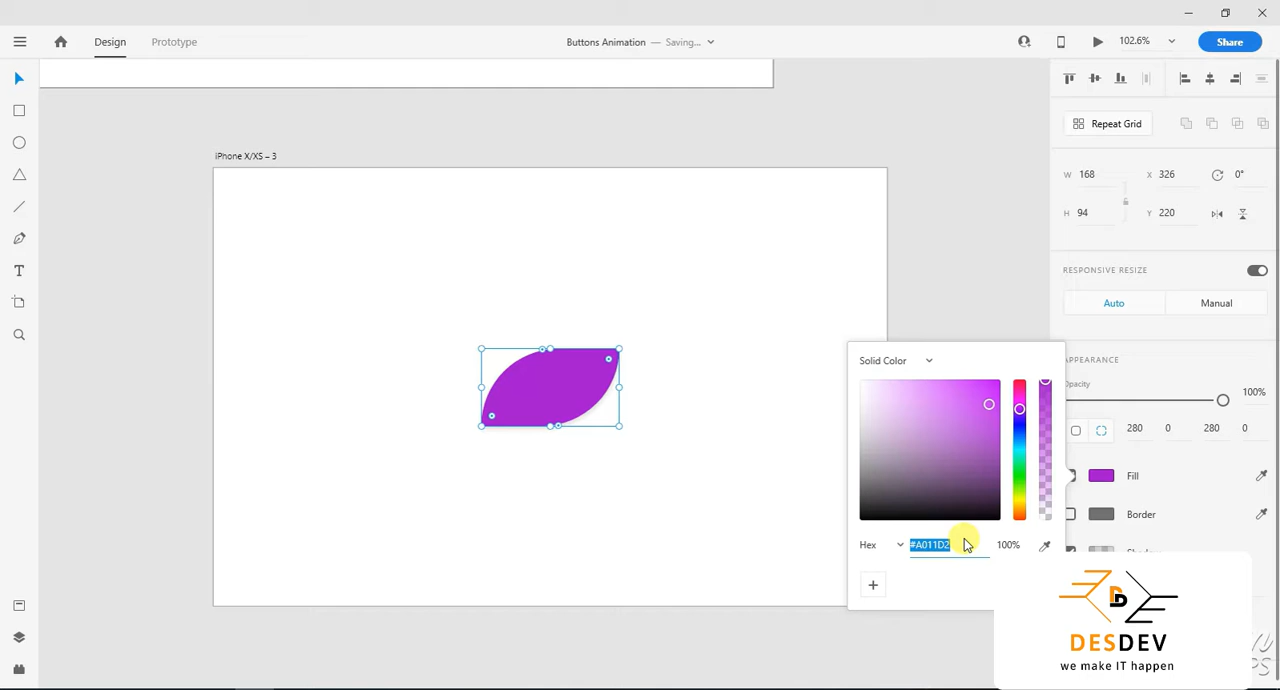 Design
Prototype
Buttons Animation — Saving...
102.6%
Share
iPhone X/XS – 3
Repeat Grid
W 168 X 326 0°
H 94 Y 220
RESPONSIVE RESIZE
Auto Manual
APPEARANCE
Opacity
100%
280 0 280 0
Fill
Border
Solid Color
Hex #A011D2 100%
DESDEV
we make IT happen